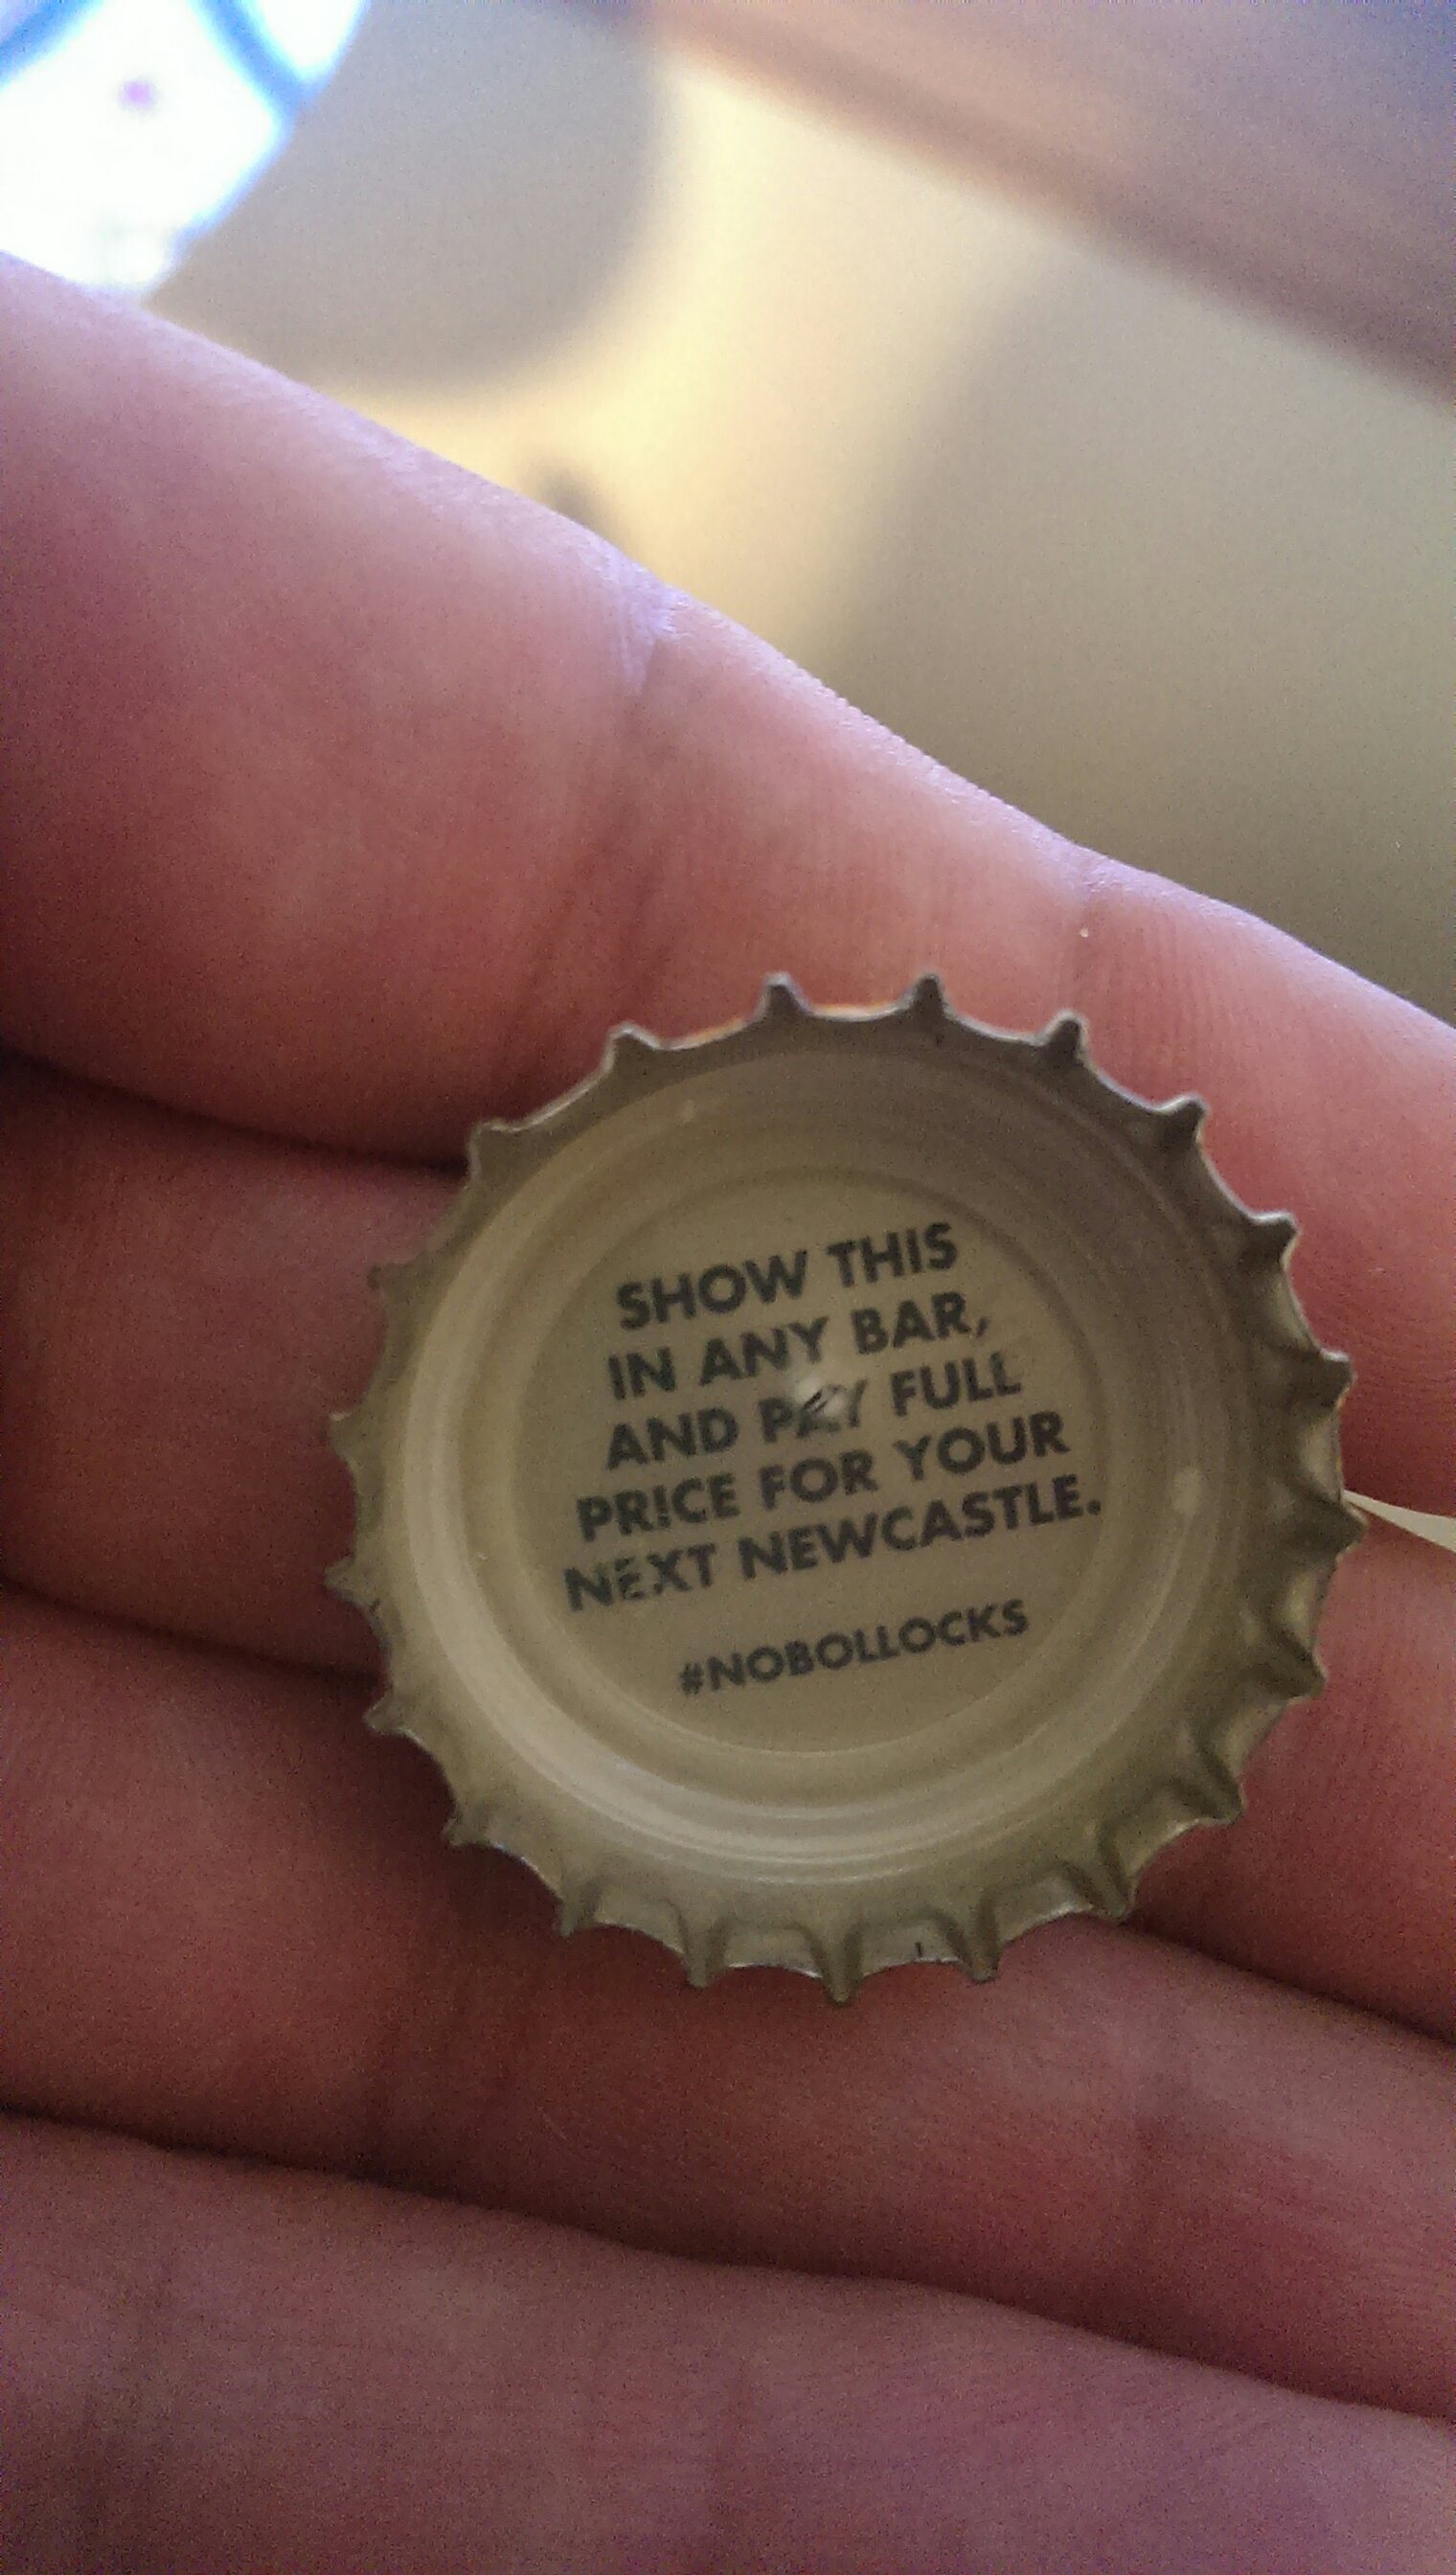 SHOW THIS
IN ANY BAR,
AND PAY FULL
PRICE FOR YOUR
NEXT NEWCASTLE.
#NOBOLLOCKS